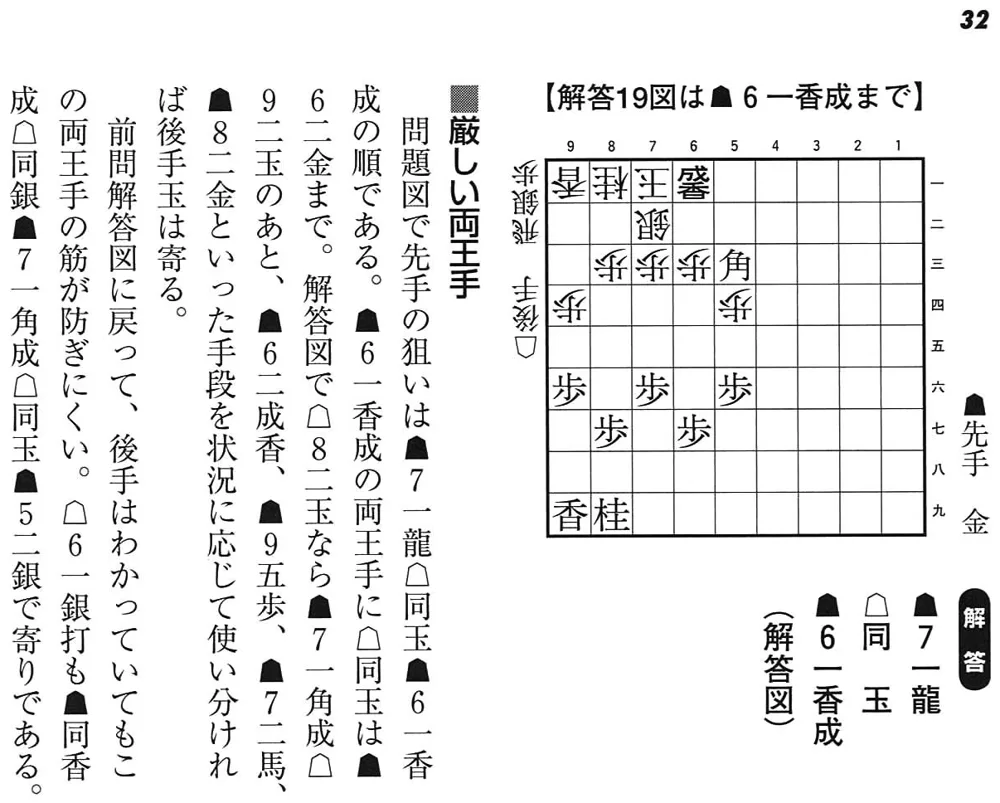 32
【解答19図は☗6一香成まで】
9 8 7 6 5 4 3 2 1
香 桂 王 馨 一
銀 二
歩 歩 歩 角 三
歩 歩 四
五
歩 歩 歩 六
歩 歩 七
八
香 桂 九
☖後手 飛銀歩
☗先手 金
解答
☗7一龍
☖同玉
☗6一香成
(解答図)
■厳しい両王手
問題図で先手の狙いは☗7一龍☖同玉☗6一香
成の順である。☗6一香成の両王手に☖同玉は☗
6二金まで。解答図で☖8二玉なら☗7一角成☖
9二玉のあと、☗6二成香、☗9五歩、☗7二馬、
☗8二金といった手段を状況に応じて使い分けれ
ば後手玉は寄る。
前問解答図に戻って、後手はわかっていてもこ
の両王手の筋が防ぎにくい。☖6一銀打も☗同香
成☖同銀☗7一角成☖同玉☗5二銀で寄りである。